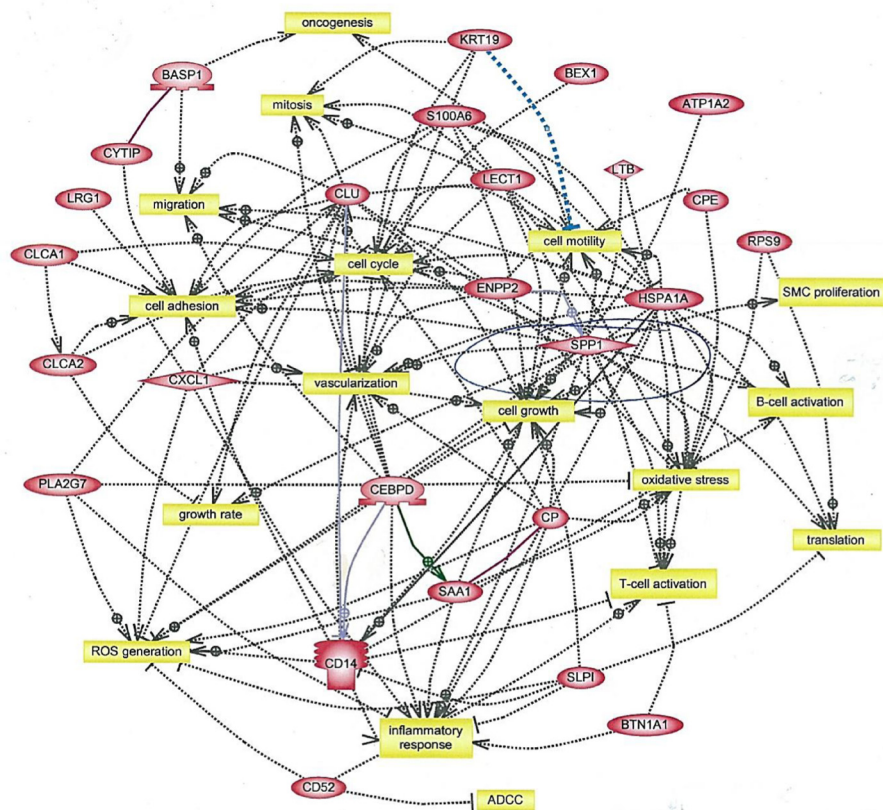 oncogenesis
KRT19
BASP1
BEX1
mitosis
ATP1A2
S100A6
CYTIP
LTB
LECT1
LRG1
CLU
CPE
migration
cell motility
RPS9
CLCA1
cell cycle
SMC proliferation
cell adhesion
ENPP2
HSPA1A
SPP1
CLCA2
CXCL1
vascularization
B-cell activation
cell growth
PLA2G7
CEBPD
oxidative stress
growth rate
CP
translation
SAA1
T-cell activation
ROS generation
CD14
SLPI
inflammatory
response
BTN1A1
CD52
ADCC